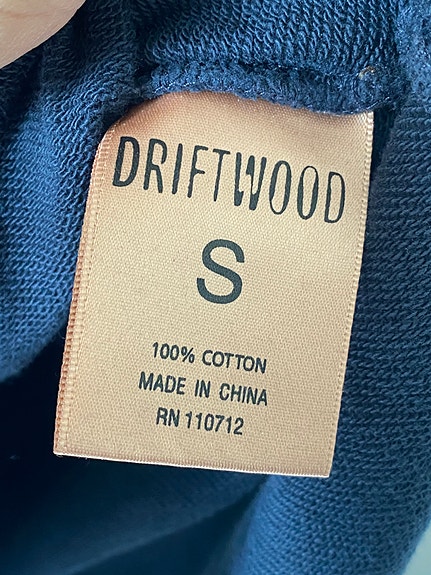 DRIFTWOOD
S
100% COTTON
MADE IN CHINA
RN 110712